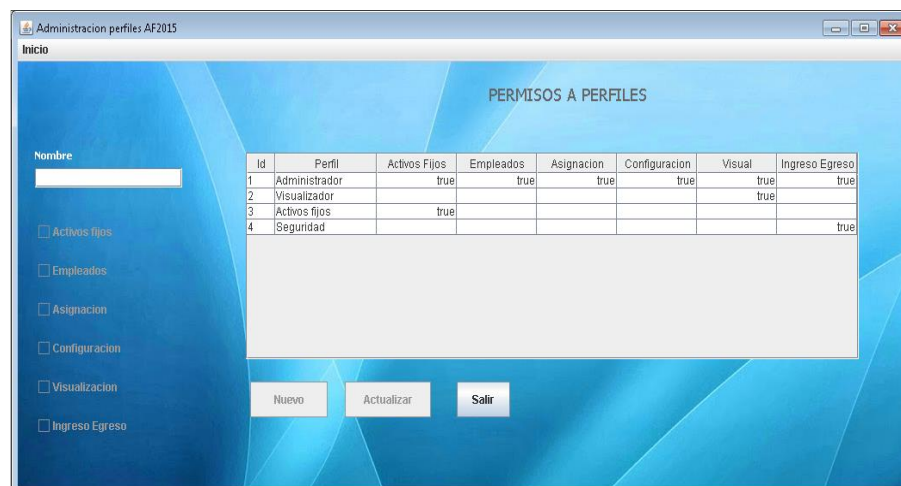 Administracion perfiles AF2015
Inicio
PERMISOS A PERFILES
Nombre
Id Perfil Activos Fijos Empleados Asignacion Configuracion Visual Ingreso Egreso
1 Administrador true true true true true true
2 Visualizador true
3 Activos fijos true
4 Seguridad true
Activos fijos
Empleados
Asignacion
Configuracion
Visualizacion
Ingreso Egreso
Nuevo Actualizar Salir